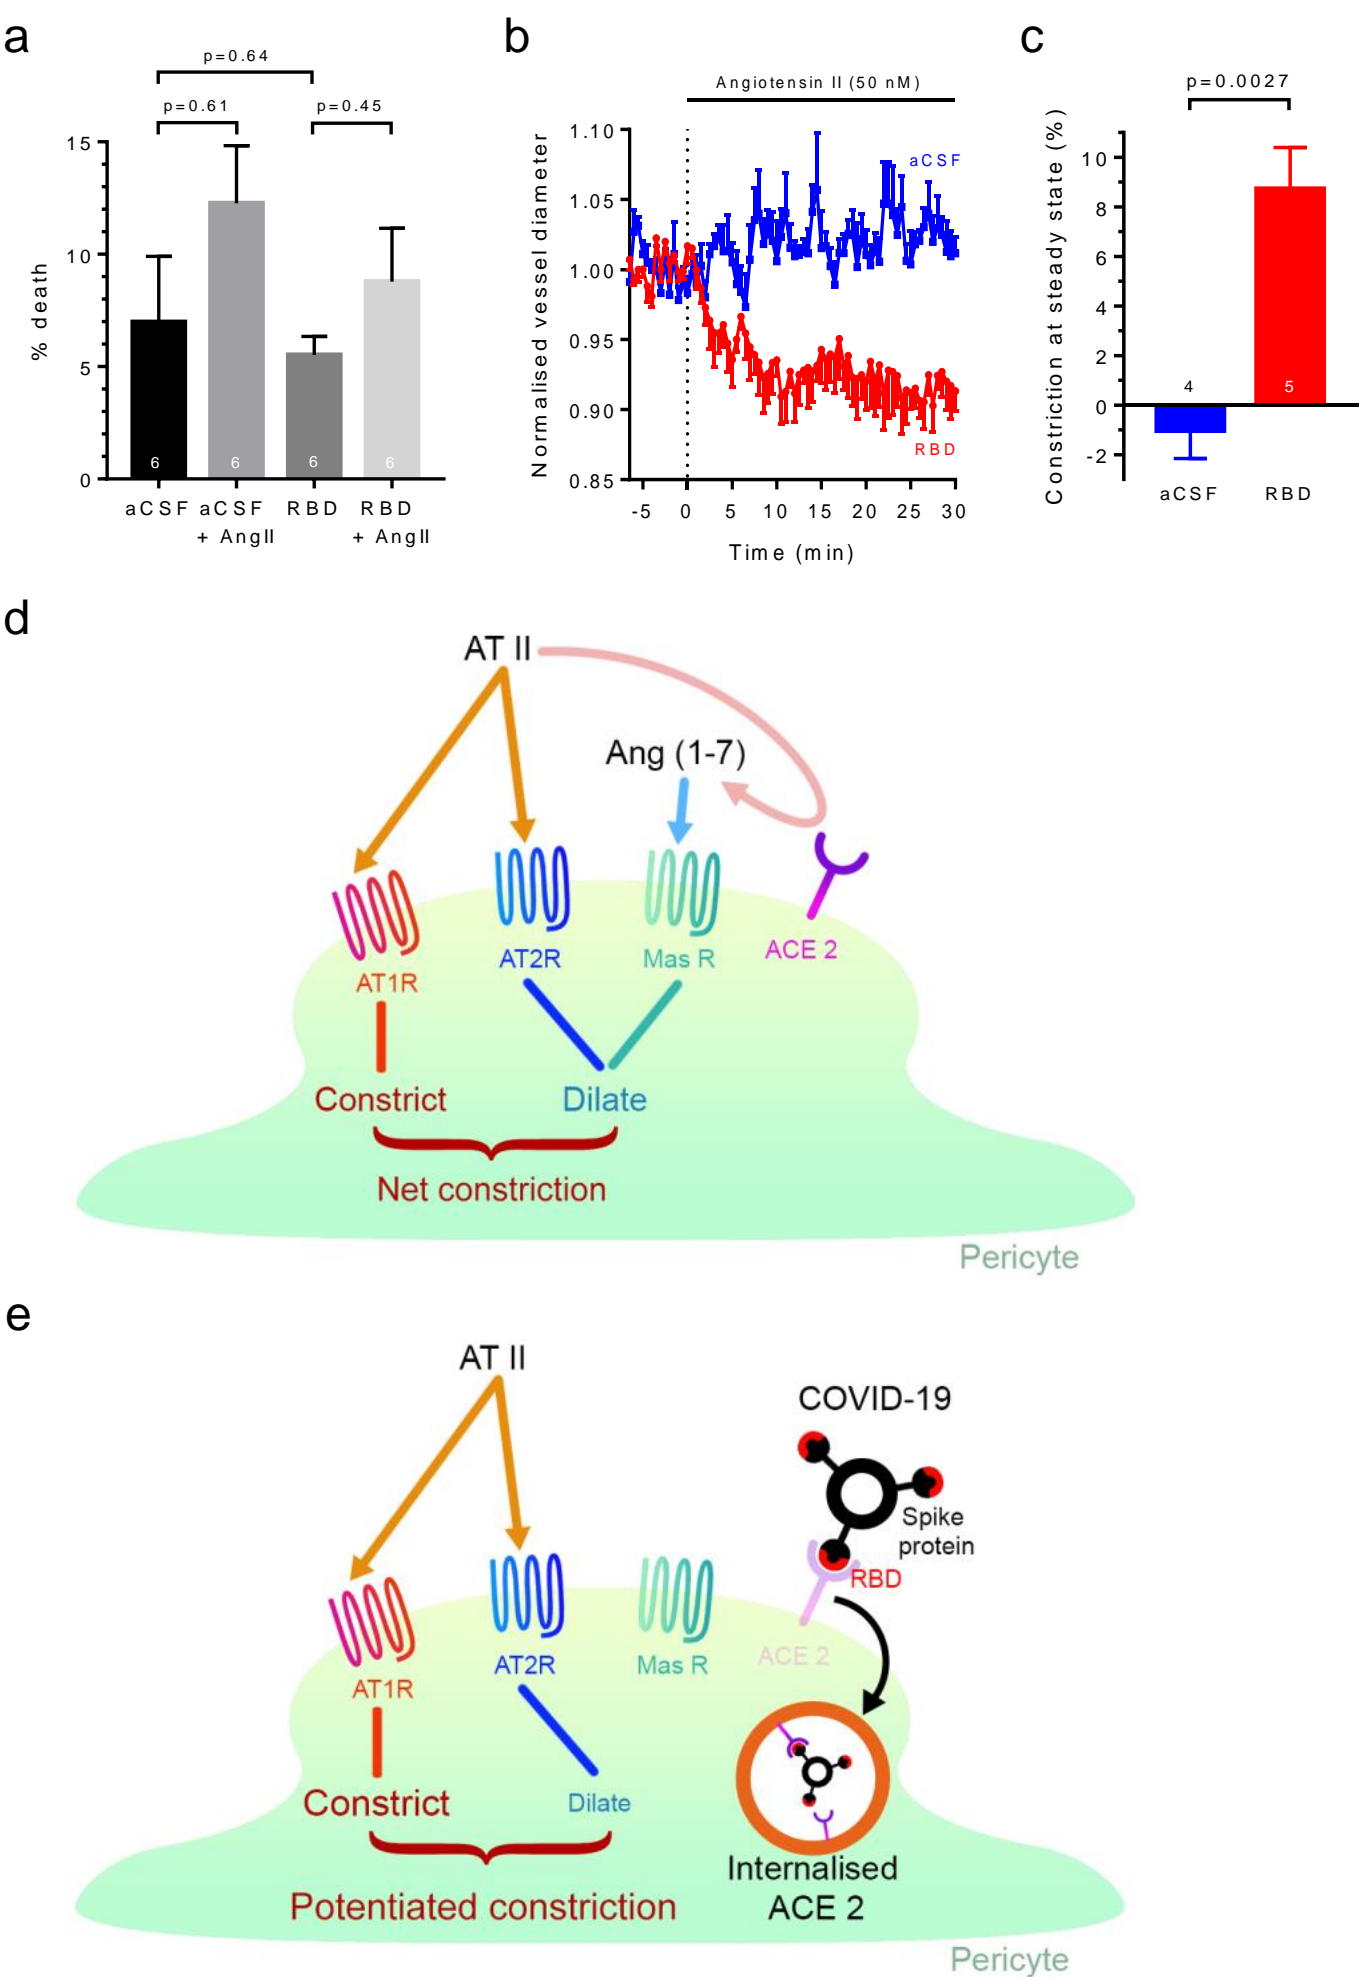 a
p=0.64
p=0.61
p=0.45
% death
15
10
5
0
6
6
6
6
aCSF
aCSF
+ AngII
RBD
RBD
+ AngII
b
Angiotensin II (50 nM)
Normalised vessel diameter
1.10
1.05
1.00
0.95
0.90
0.85
aCSF
RBD
-5 0 5 10 15 20 25 30
Time (min)
c
p=0.0027
Constriction at steady state (%)
10
8
6
4
2
0
-2
4
5
aCSF
RBD
d
AT II
Ang (1-7)
AT1R
AT2R
Mas R
ACE 2
Constrict
Dilate
Net constriction
Pericyte
e
AT II
COVID-19
Spike
protein
RBD
AT1R
AT2R
Mas R
ACE 2
Constrict
Dilate
Potentiated constriction
Internalised
ACE 2
Pericyte